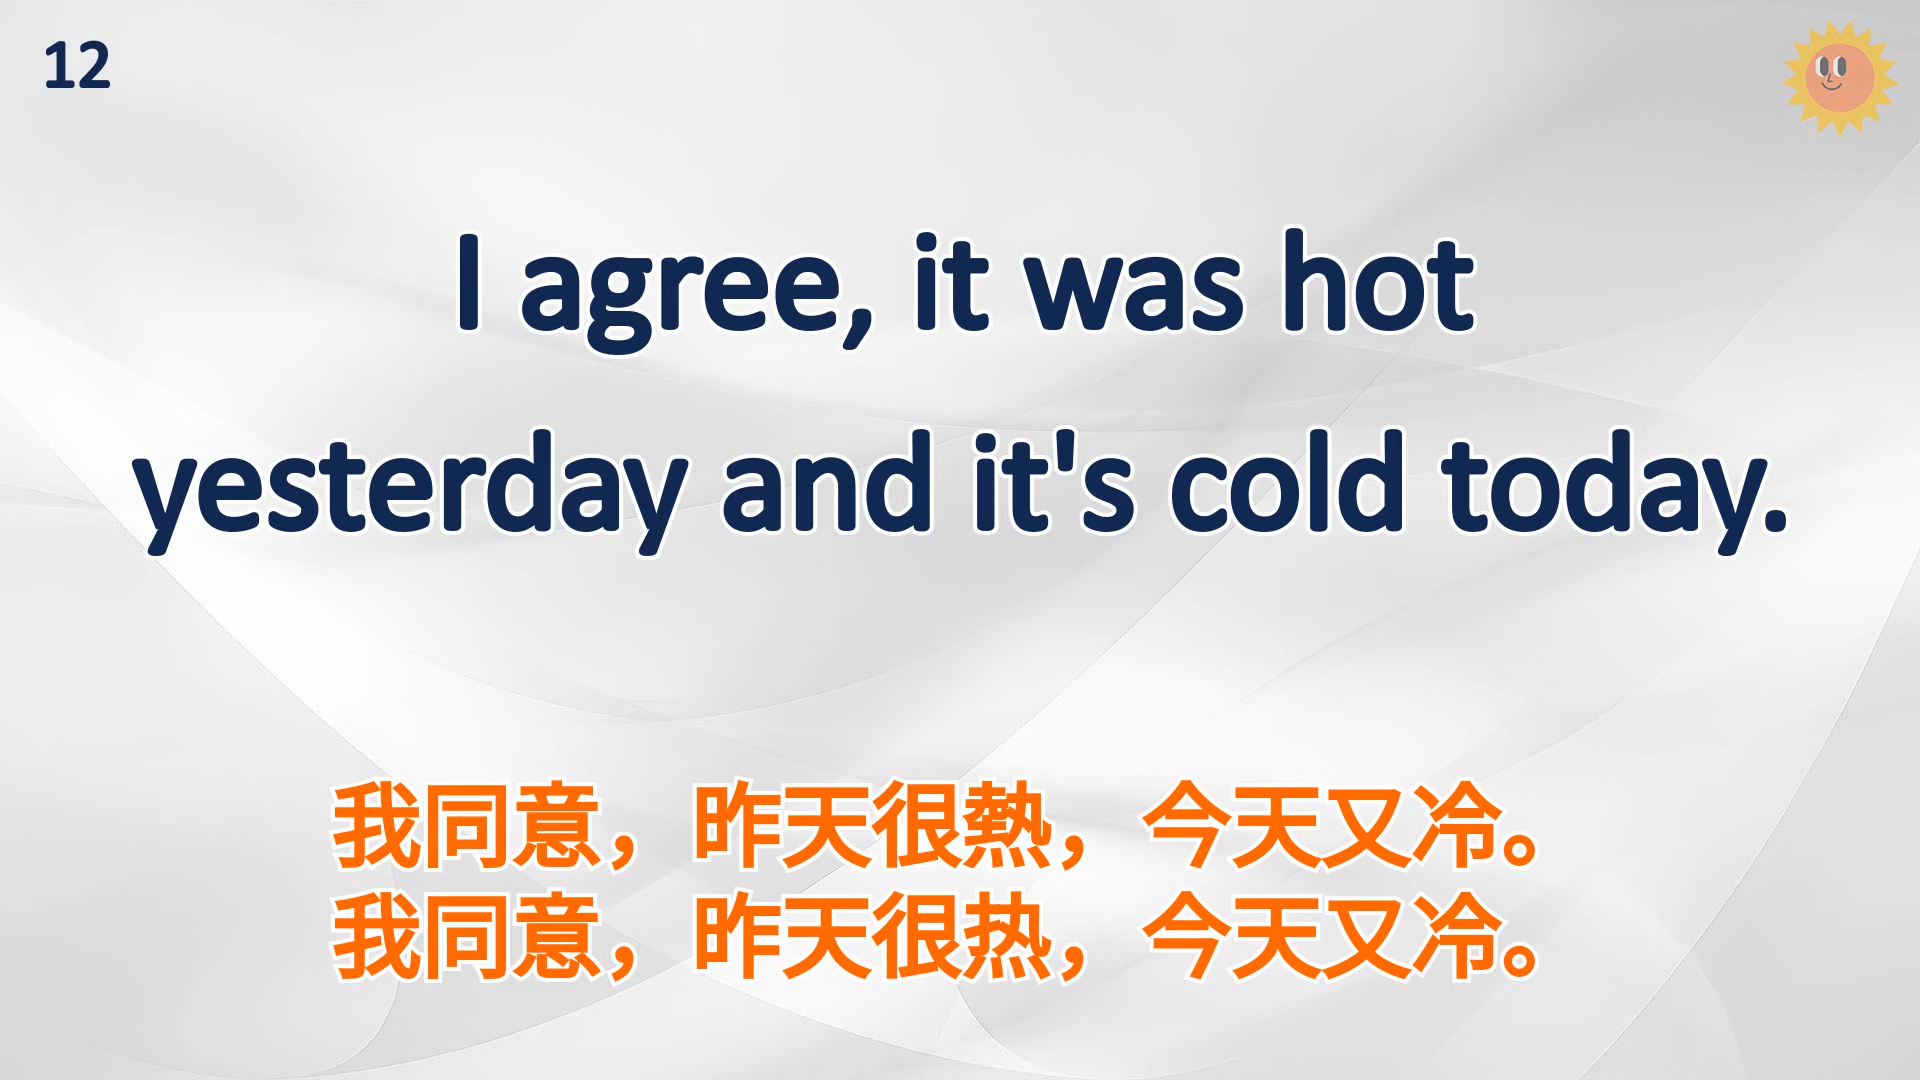 12
I agree, it was hot
yesterday and it's cold today.
我同意，昨天很熱，今天又冷。
我同意，昨天很热，今天又冷。